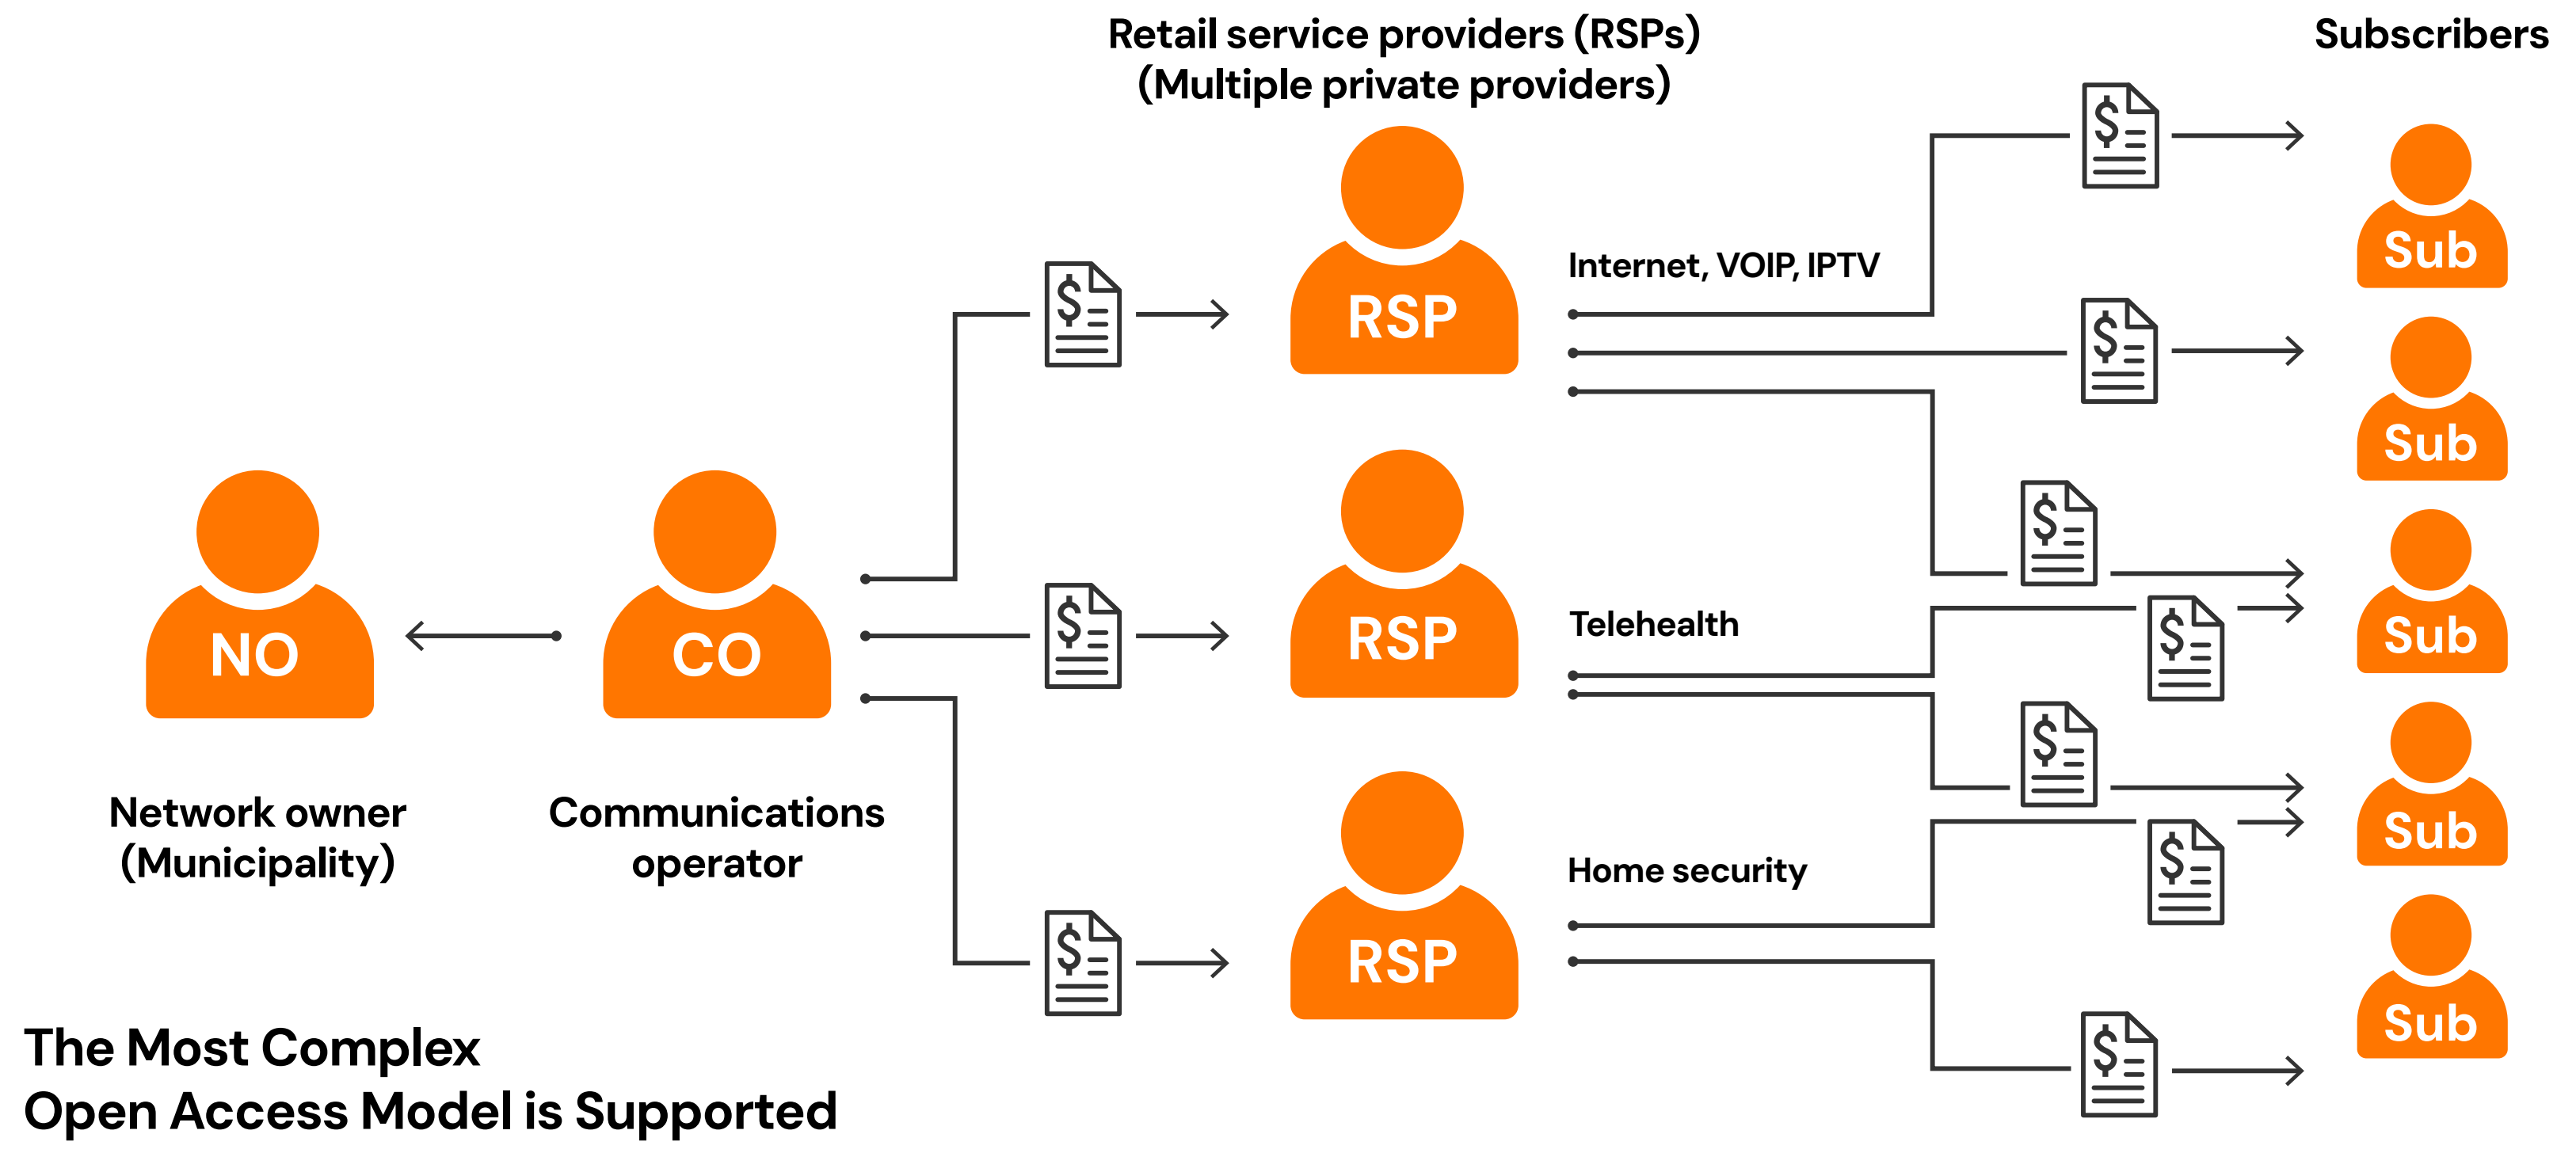 Retail service providers (RSPs)
(Multiple private providers)
Subscribers
$
Sub
Internet, VOIP, IPTV
$
RSP
$
Sub
$
Sub
NO
CO
$
RSP
Telehealth
$
Sub
$
Network owner
(Municipality)
Communications
operator
$
Sub
Home security
$
RSP
$
Sub
The Most Complex
Open Access Model is Supported